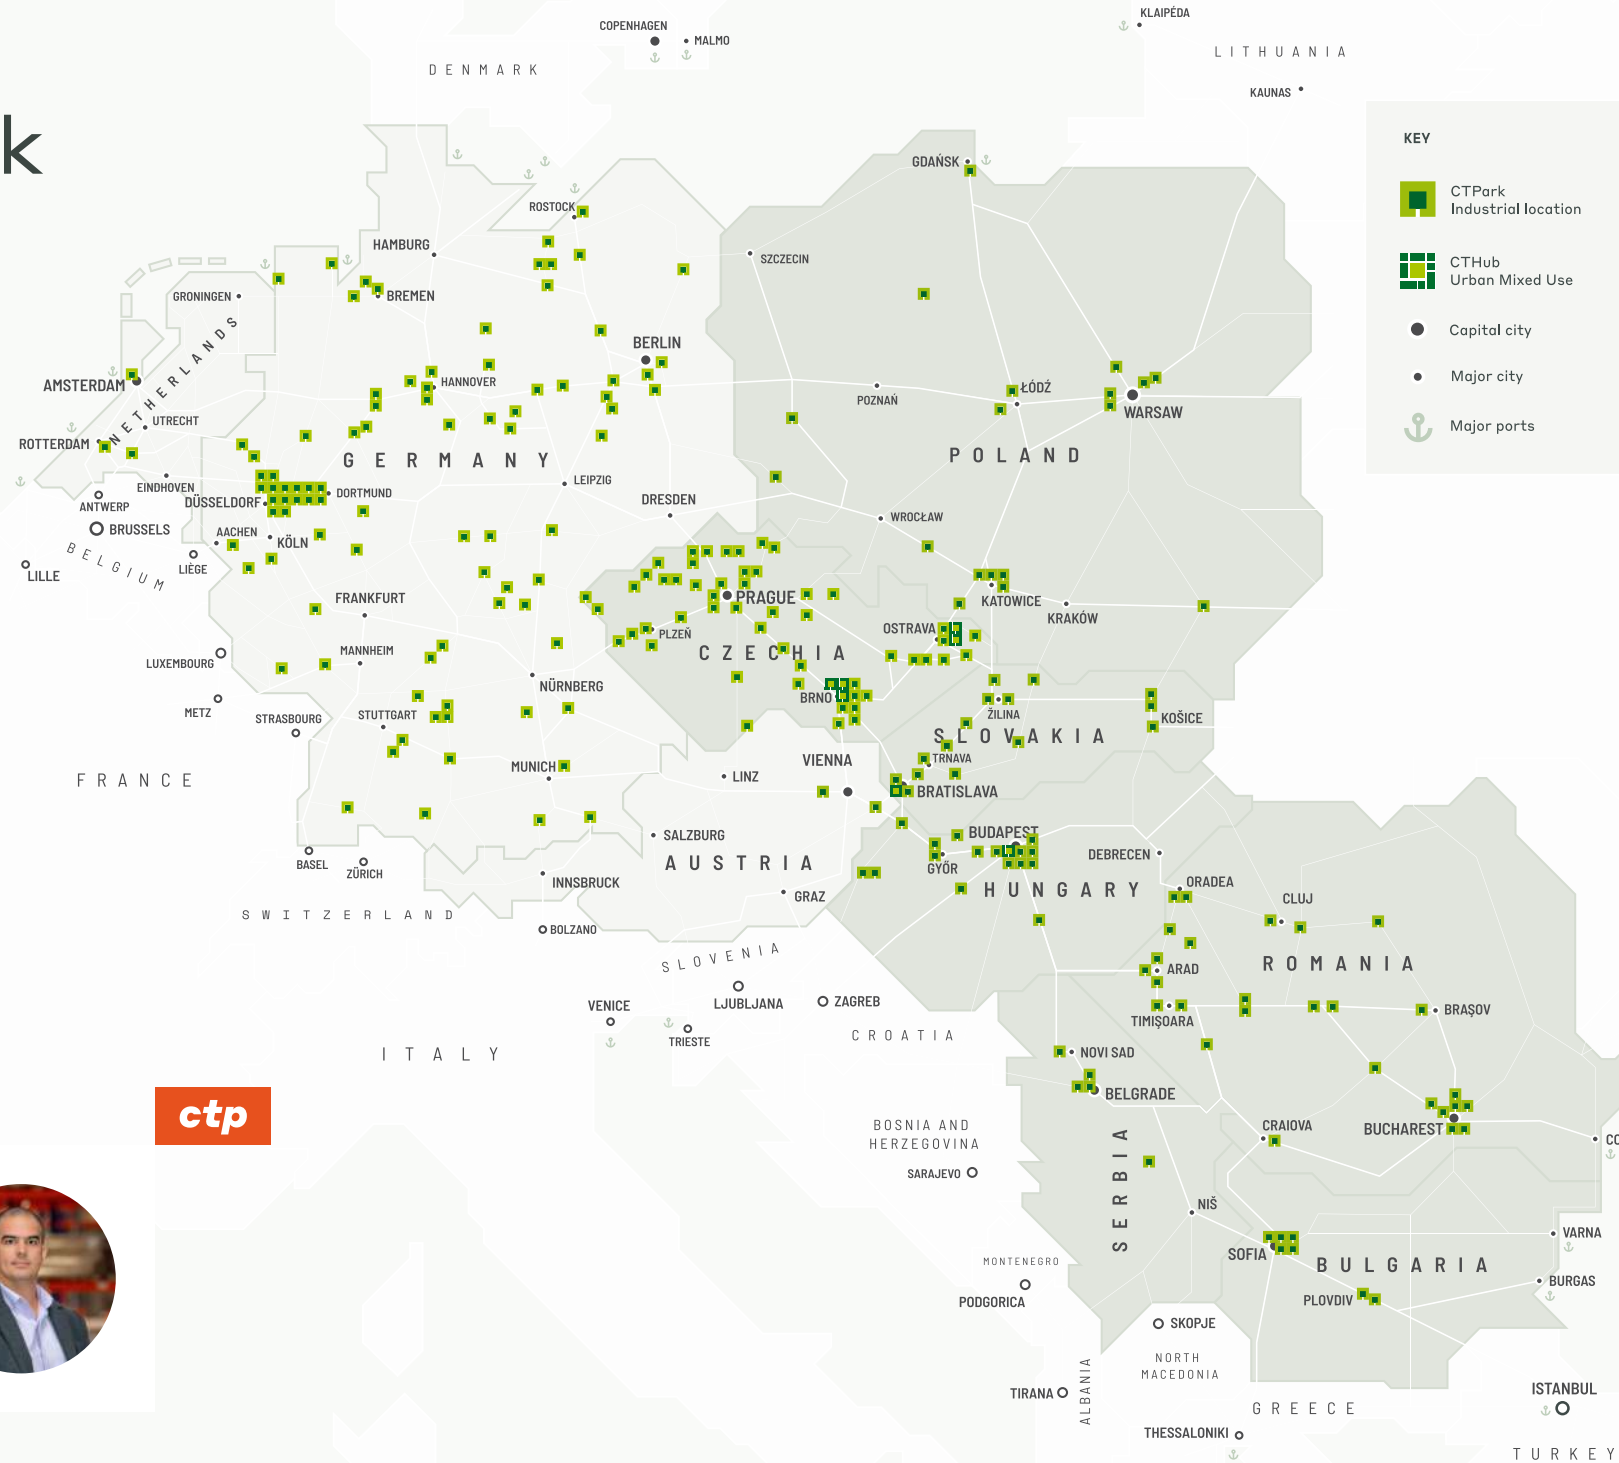 k
COPENHAGEN
MALMO
DENMARK
KLAIPÉDA
LITHUANIA
KAUNAS
KEY
CTPark
Industrial location
CTHub
Urban Mixed Use
Capital city
Major city
Major ports
GDAŃSK
ROSTOCK
HAMBURG
SZCZECIN
GRONINGEN
BREMEN
NETHERLANDS
BERLIN
AMSTERDAM
HANNOVER
POZNAŃ
ŁÓDŹ
WARSAW
UTRECHT
ROTTERDAM
GERMANY
POLAND
EINDHOVEN
LEIPZIG
ANTWERP
DÜSSELDORF
DORTMUND
DRESDEN
WROCŁAW
BRUSSELS
AACHEN
KÖLN
BELGIUM
LIÈGE
LILLE
FRANKFURT
PRAGUE
KATOWICE
KRAKÓW
OSTRAVA
PLZEŇ
CZECHIA
LUXEMBOURG
MANNHEIM
NÜRNBERG
BRNO
METZ
STRASBOURG
STUTTGART
ŽILINA
KOŠICE
SLOVAKIA
VIENNA
TRNAVA
FRANCE
MUNICH
LINZ
BRATISLAVA
SALZBURG
BUDAPEST
BASEL
ZÜRICH
AUSTRIA
GYŐR
DEBRECEN
INNSBRUCK
HUNGARY
ORADEA
GRAZ
CLUJ
SWITZERLAND
BOLZANO
SLOVENIA
ROMANIA
ARAD
VENICE
LJUBLJANA
ZAGREB
TIMIŞOARA
BRAŞOV
TRIESTE
CROATIA
ITALY
NOVI SAD
BELGRADE
ctp
BOSNIA AND
HERZEGOVINA
CRAIOVA
BUCHAREST
CO
SARAJEVO
SERBIA
NIŠ
VARNA
SOFIA
BULGARIA
MONTENEGRO
BURGAS
PODGORICA
PLOVDIV
SKOPJE
NORTH
MACEDONIA
TIRANA
ALBANIA
ISTANBUL
GREECE
THESSALONIKI
TURKEY